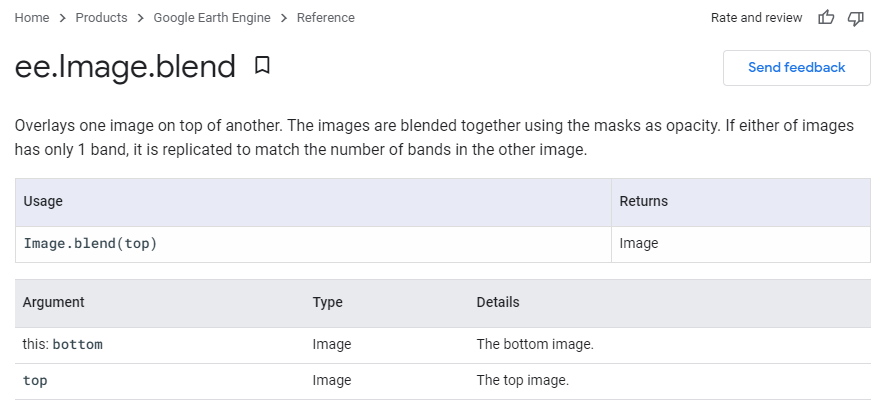 Home > Products > Google Earth Engine > Reference
Rate and review
ee.Image.blend
Send feedback
Overlays one image on top of another. The images are blended together using the masks as opacity. If either of images
has only 1 band, it is replicated to match the number of bands in the other image.
Usage Returns
Image.blend(top) Image
Argument Type Details
this: bottom Image The bottom image.
top Image The top image.